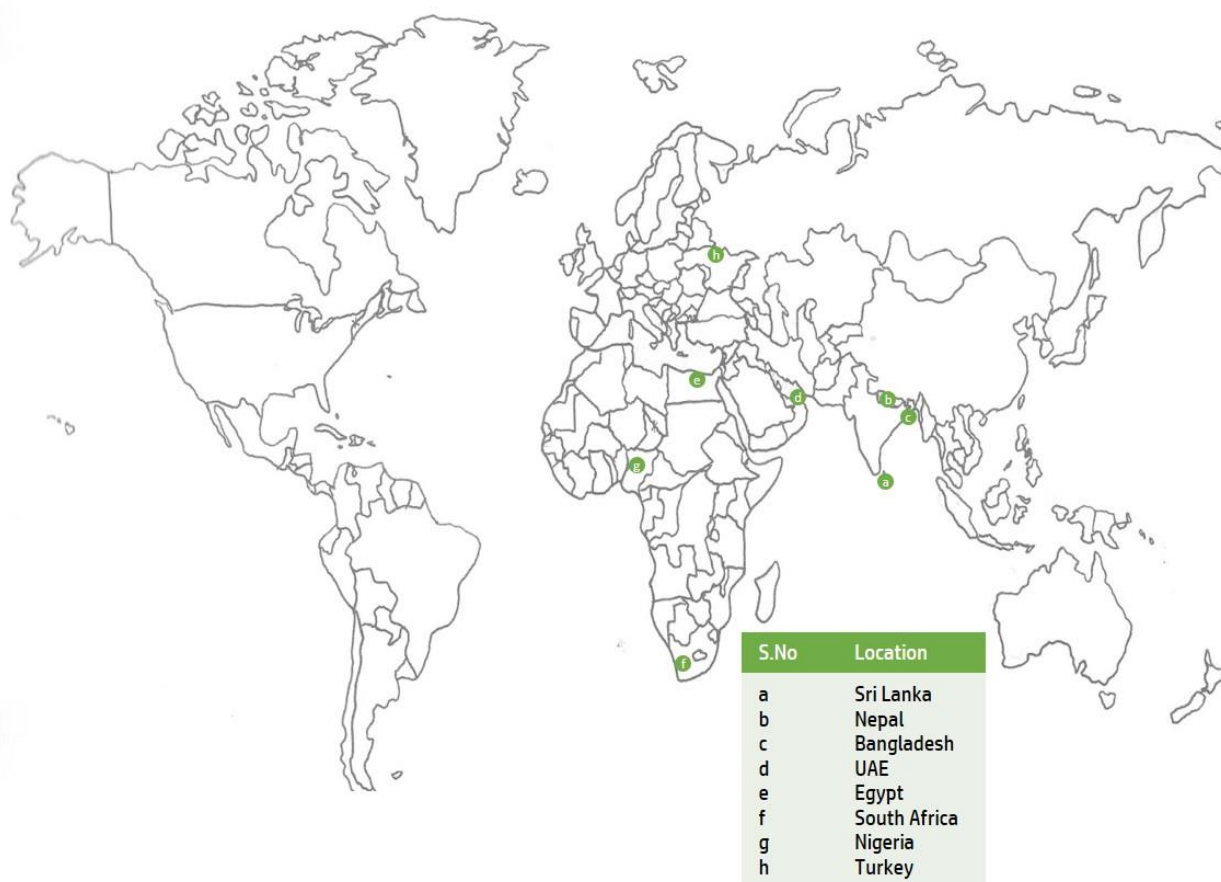 h
e
d
b
c
g
a
f
S.No Location
a Sri Lanka
b Nepal
c Bangladesh
d UAE
e Egypt
f South Africa
g Nigeria
h Turkey